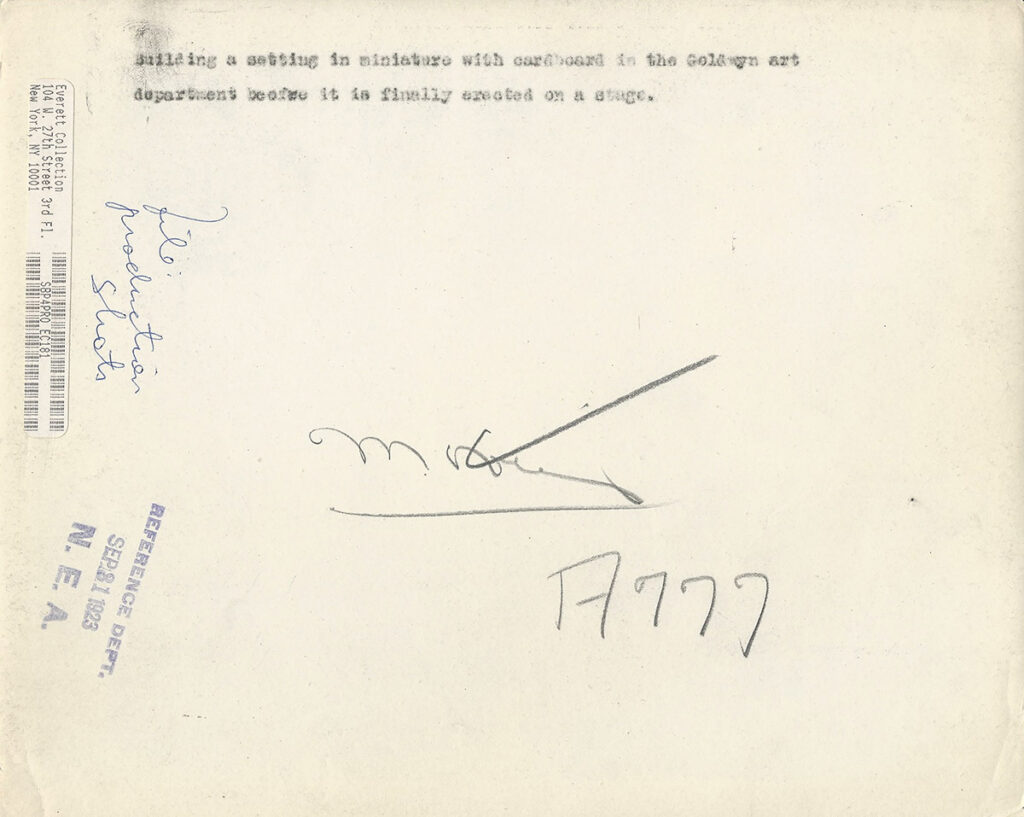 Building a setting in miniature with cardboard in the Goldwyn art
department beofre it is finally erected on a stage.
Everett Collection
104 W. 27th Street 3rd Fl.
New York, NY 10001
SBP4PRO EC181
File:
production
shots
REFERENCE DEPT.
1923
N. E. A.
A777